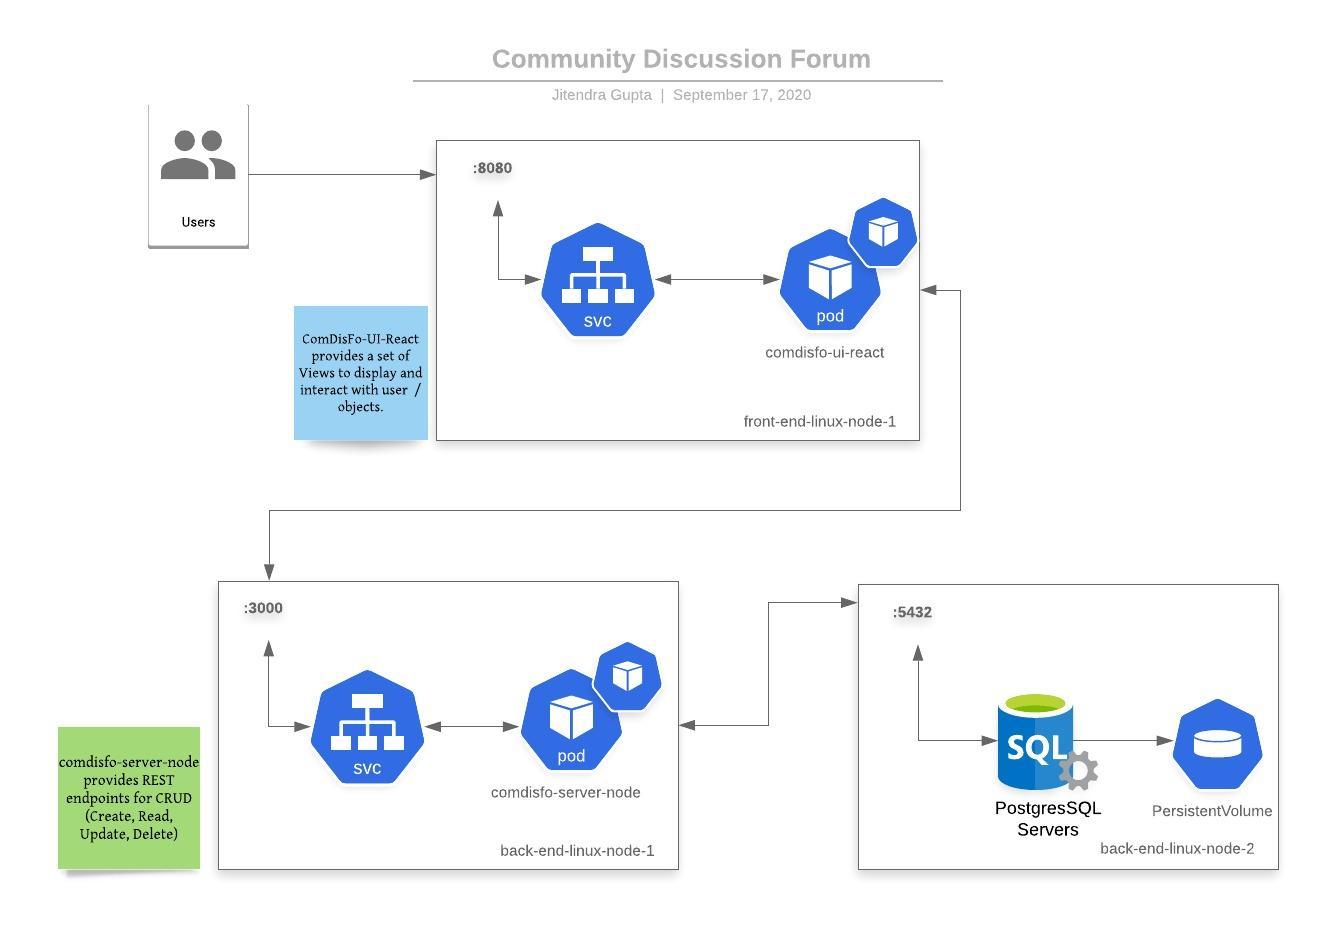 Community Discussion Forum
Jitendra Gupta | September 17, 2020
Users
:8080
svc
pod
comdisfo-ui-react
front-end-linux-node-1
ComDisFo-UI-React
provides a set of
Views to display and
interact with user /
objects.
:3000
svc
pod
comdisfo-server-node
back-end-linux-node-1
comdisfo-server-node
provides REST
endpoints for CRUD
(Create, Read,
Update, Delete)
:5432
SQL
PostgresSQL
Servers
PersistentVolume
back-end-linux-node-2